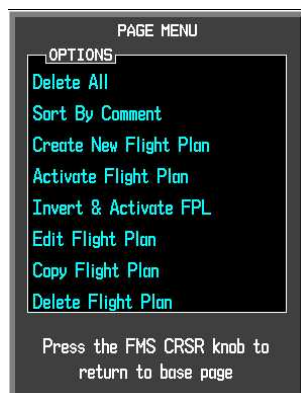 PAGE MENU
OPTIONS
Delete All
Sort By Comment
Create New Flight Plan
Activate Flight Plan
Invert & Activate FPL
Edit Flight Plan
Copy Flight Plan
Delete Flight Plan
Press the FMS CRSR knob to
return to base page